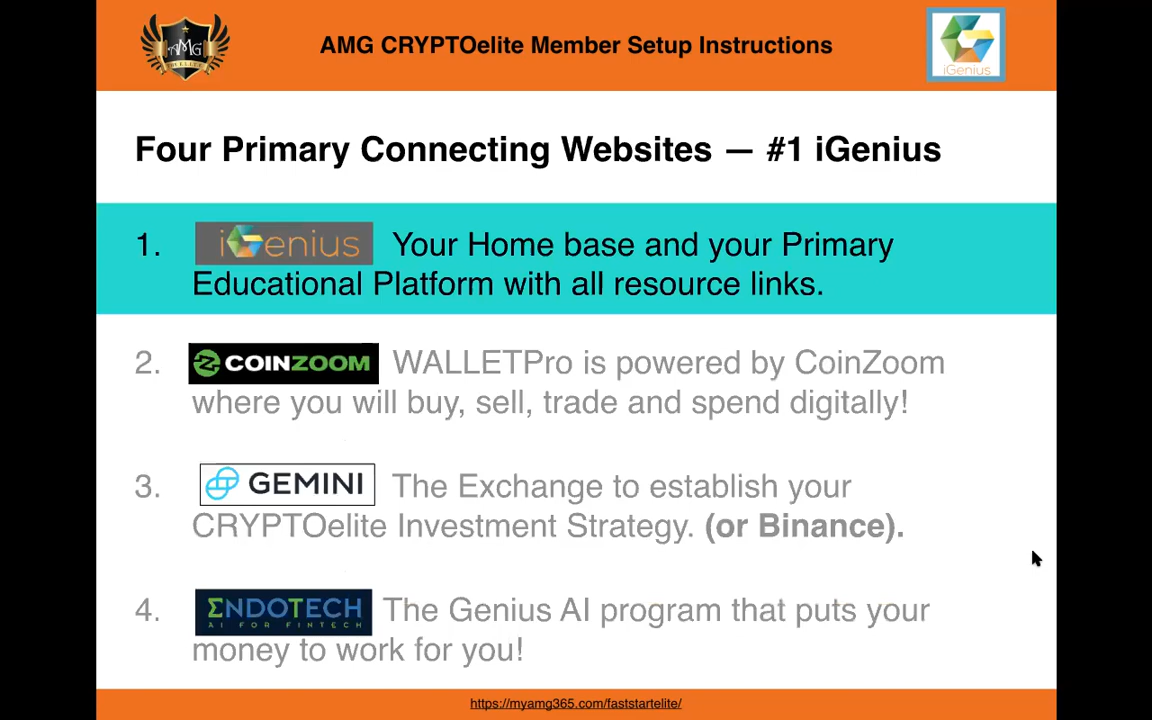 AMG
AMG CRYPTOelite Member Setup Instructions
iGenius
Four Primary Connecting Websites — #1 iGenius
1. iGenius Your Home base and your Primary
Educational Platform with all resource links.
2. COINZOOM WALLETPro is powered by CoinZoom
where you will buy, sell, trade and spend digitally!
3. GEMINI The Exchange to establish your
CRYPTOelite Investment Strategy. (or Binance).
4. ΣNDOTECH The Genius AI program that puts your
AI FOR FINTECH
money to work for you!
https://myamg365.com/faststartelite/